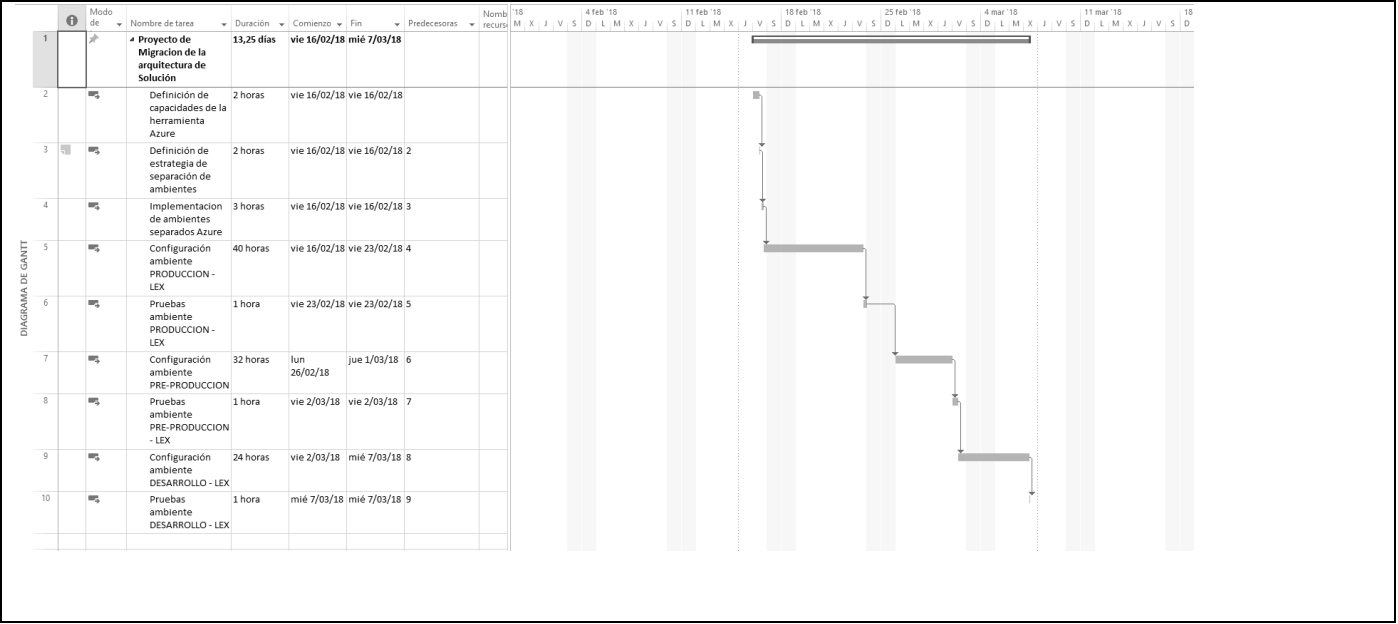 Modo
de
Nombre de tarea
Duración
Comienzo
Fin
Predecesoras
Nomb
recurs
'18
4 feb '18
11 feb '18
18 feb '18
25 feb '18
4 mar '18
11 mar '18
18
M X J V S D L M X J V S D L M X J V S D L M X J V S D L M X J V S D L M X J V S D L M X J V S D
1 Proyecto de 13,25 días vie 16/02/18 mié 7/03/18
Migracion de la
arquitectura de
Solución
2 Definición de 2 horas vie 16/02/18 vie 16/02/18
capacidades de la
herramienta
Azure
3 Definición de 2 horas vie 16/02/18 vie 16/02/18 2
estrategia de
separación de
ambientes
4 Implementacion 3 horas vie 16/02/18 vie 16/02/18 3
de ambientes
separados Azure
5 Configuración 40 horas vie 16/02/18 vie 23/02/18 4
ambiente
PRODUCCION -
LEX
6 Pruebas 1 hora vie 23/02/18 vie 23/02/18 5
ambiente
PRODUCCION -
LEX
7 Configuración 32 horas lun jue 1/03/18 6
ambiente 26/02/18
PRE-PRODUCCION
8 Pruebas 1 hora vie 2/03/18 vie 2/03/18 7
ambiente
PRE-PRODUCCION
- LEX
9 Configuración 24 horas vie 2/03/18 mié 7/03/18 8
ambiente
DESARROLLO - LEX
10 Pruebas 1 hora mié 7/03/18 mié 7/03/18 9
ambiente
DESARROLLO - LEX
DIAGRAMA DE GANTT